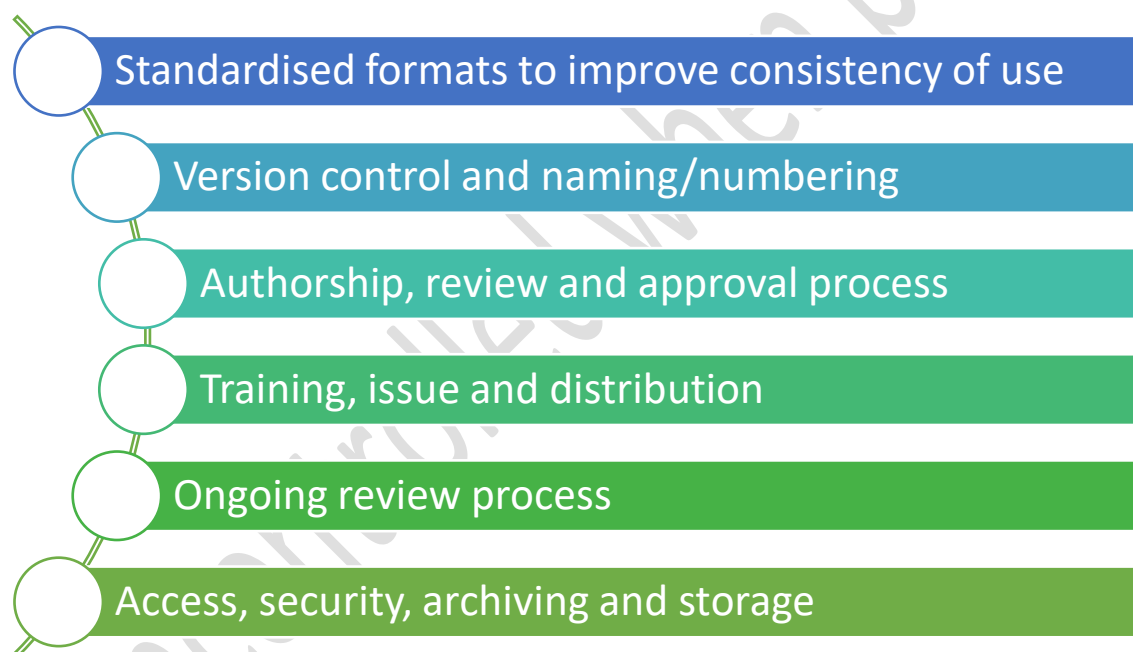 Standardised formats to improve consistency of use
Version control and naming/numbering
Authorship, review and approval process
Training, issue and distribution
Ongoing review process
Access, security, archiving and storage